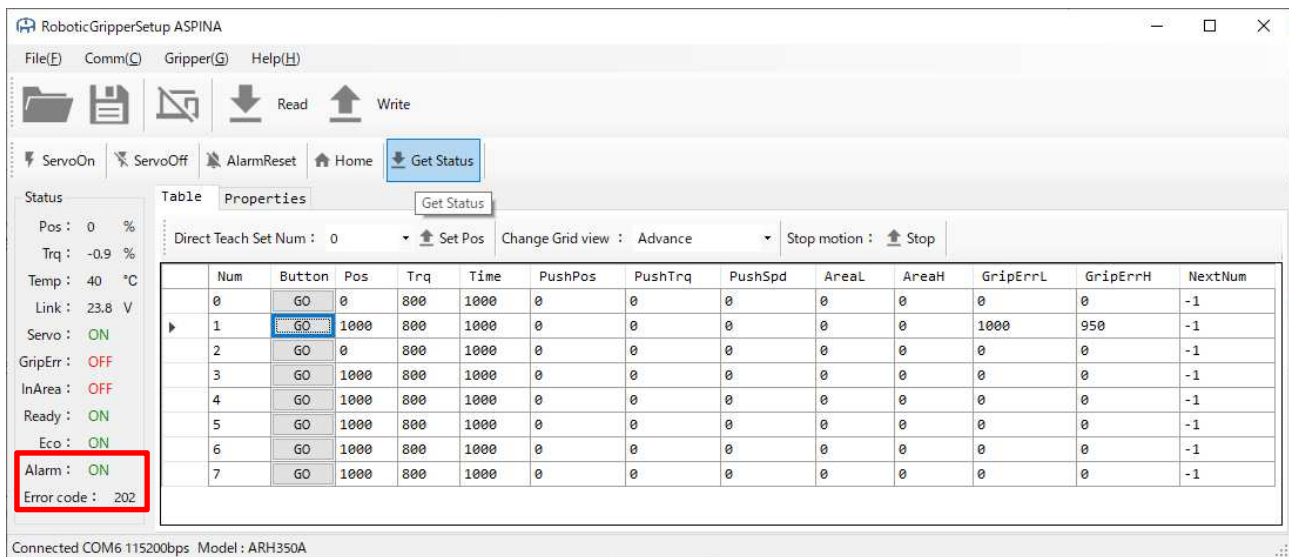 RoboticGripperSetup ASPINA
File(F) Comm(C) Gripper(G) Help(H)
Read Write
ServoOn ServoOff AlarmReset Home Get Status
Status Table Properties
Get Status
Pos : 0 %
Trq : -0.9 %
Temp : 40 °C
Link : 23.8 V
Servo : ON
GripErr : OFF
InArea : OFF
Ready : ON
Eco : ON
Alarm : ON
Error code : 202
Direct Teach Set Num : 0 Set Pos Change Grid view : Advance Stop motion : Stop
Num Button Pos Trq Time PushPos PushTrq PushSpd AreaL AreaH GripErrL GripErrH NextNum
0 GO 0 800 1000 0 0 0 0 0 0 0 -1
1 GO 1000 800 1000 0 0 0 0 0 1000 950 -1
2 GO 0 800 1000 0 0 0 0 0 0 0 -1
3 GO 1000 800 1000 0 0 0 0 0 0 0 -1
4 GO 1000 800 1000 0 0 0 0 0 0 0 -1
5 GO 1000 800 1000 0 0 0 0 0 0 0 -1
6 GO 1000 800 1000 0 0 0 0 0 0 0 -1
7 GO 1000 800 1000 0 0 0 0 0 0 0 -1
Connected COM6 115200bps Model : ARH350A